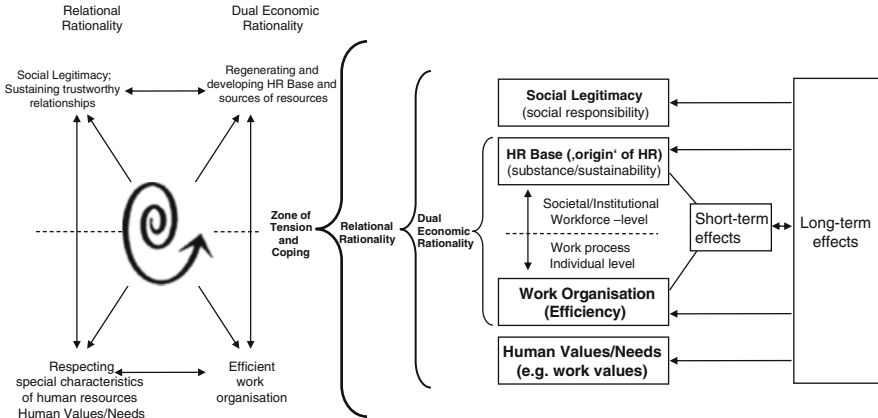 Relational
Rationality
Dual Economic
Rationality
Social Legitimacy;
Sustaining trustworthy
relationships
Regenerating and
developing HR Base and
sources of resources
Respecting
special characteristics
of human resources
Human Values/Needs
Efficient
work
organisation
Zone of
Tension
and
Coping
Relational
Rationality
Dual
Economic
Rationality
Social Legitimacy
(social responsibility)
HR Base (‚origin‘ of HR)
(substance/sustainability)
Societal/Institutional
Workforce –level
Work process
Individual level
Work Organisation
(Efficiency)
Human Values/Needs
(e.g. work values)
Short-term
effects
Long-term
effects